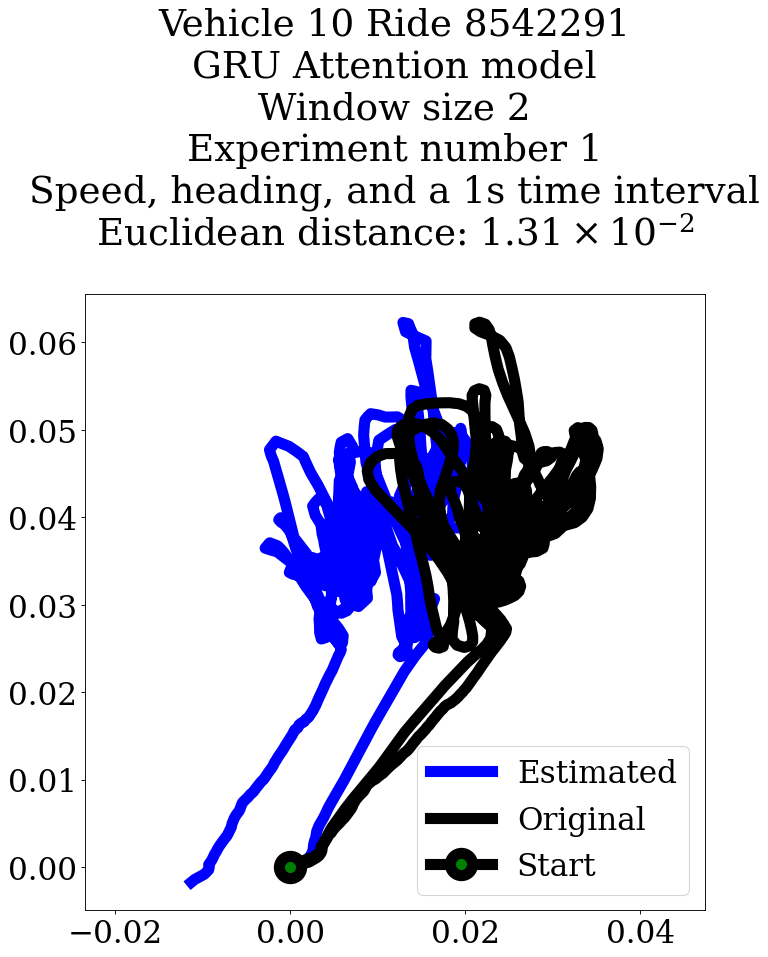 Vehicle 10 Ride 8542291
GRU Attention model
Window size 2
Experiment number 1
Speed, heading, and a 1s time interval
Euclidean distance: 1.31 × 10⁻²
0.06
0.05
0.04
0.03
0.02
0.01
0.00
Estimated
Original
Start
−0.02 0.00 0.02 0.04